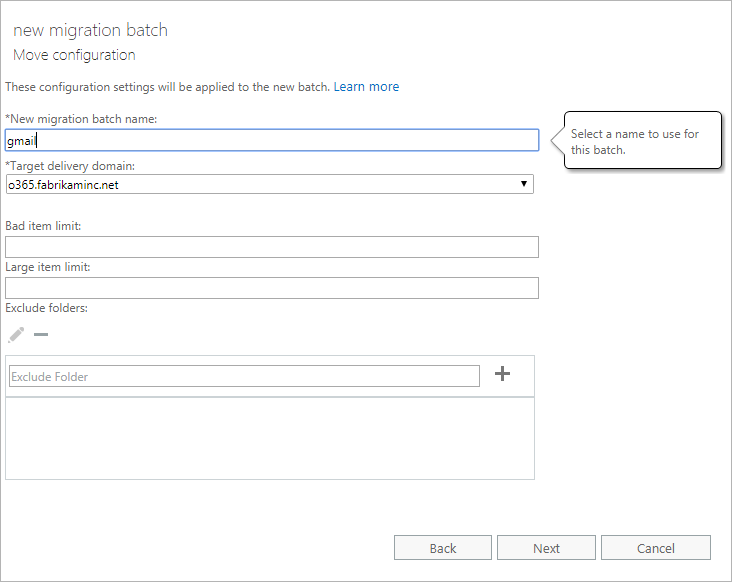 new migration batch
Move configuration
These configuration settings will be applied to the new batch. Learn more
*New migration batch name:
gmail
Select a name to use for
this batch.
*Target delivery domain:
o365.fabrikaminc.net
Bad item limit:
Large item limit:
Exclude folders:
Exclude Folder
Back
Next
Cancel